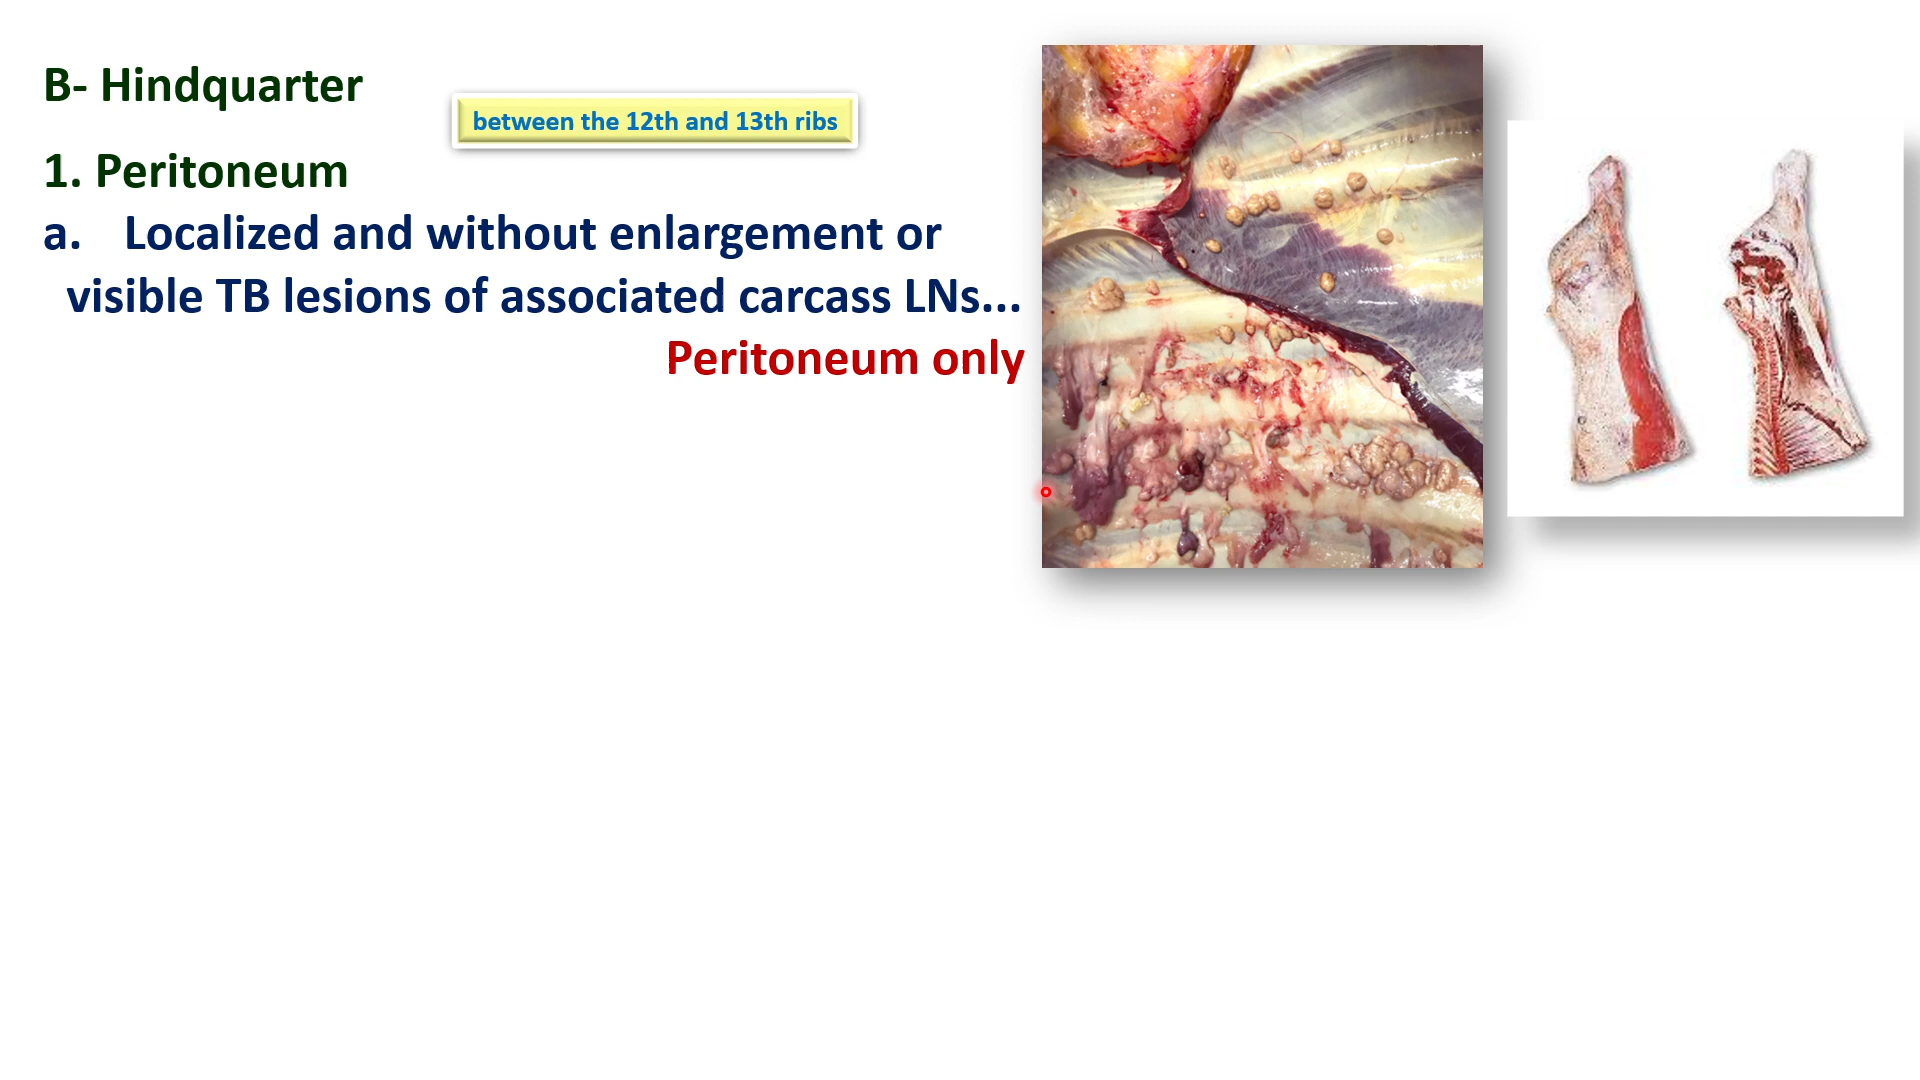 B- Hindquarter
between the 12th and 13th ribs
1. Peritoneum
a. Localized and without enlargement or
visible TB lesions of associated carcass LNs...
Peritoneum only